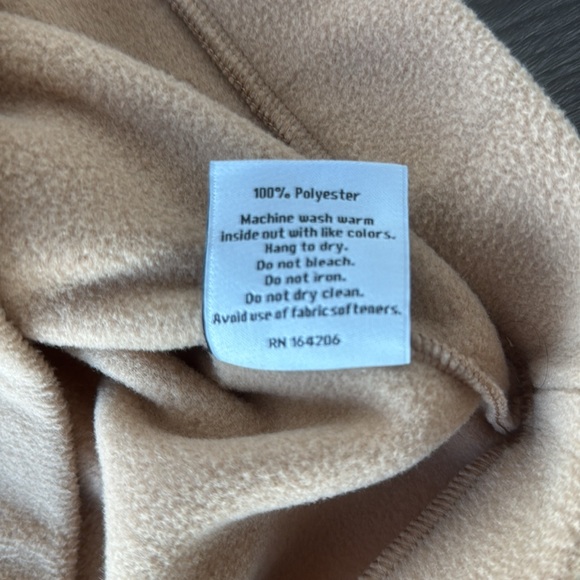 100% Polyester
Machine wash warm
inside out with like colors.
Hang to dry.
Do not bleach.
Do not iron.
Do not dry clean.
Avoid use of fabric softeners.
RN 164206